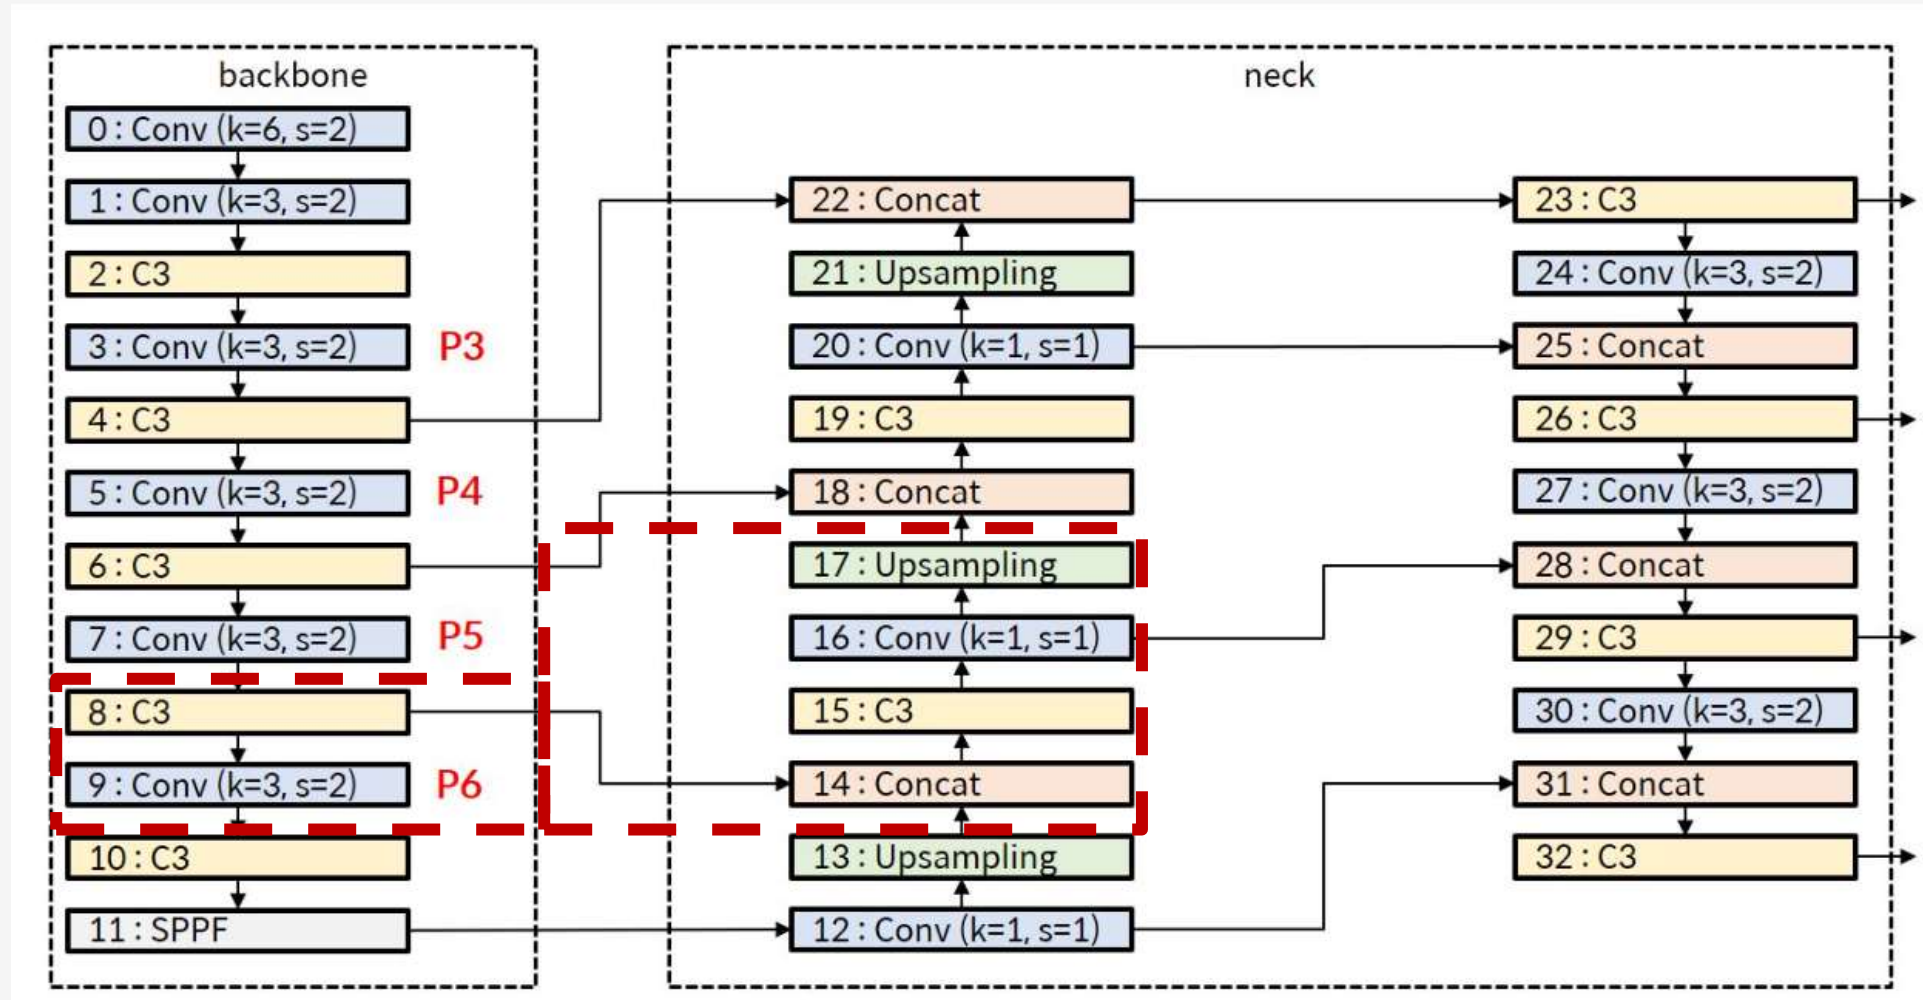 backbone
0 : Conv (k=6, s=2)
1 : Conv (k=3, s=2)
2 : C3
3 : Conv (k=3, s=2)
P3
4 : C3
5 : Conv (k=3, s=2)
P4
6 : C3
7 : Conv (k=3, s=2)
P5
8 : C3
9 : Conv (k=3, s=2)
P6
10 : C3
11 : SPPF
neck
22 : Concat
21 : Upsampling
20 : Conv (k=1, s=1)
19 : C3
18 : Concat
17 : Upsampling
16 : Conv (k=1, s=1)
15 : C3
14 : Concat
13 : Upsampling
12 : Conv (k=1, s=1)
23 : C3
24 : Conv (k=3, s=2)
25 : Concat
26 : C3
27 : Conv (k=3, s=2)
28 : Concat
29 : C3
30 : Conv (k=3, s=2)
31 : Concat
32 : C3